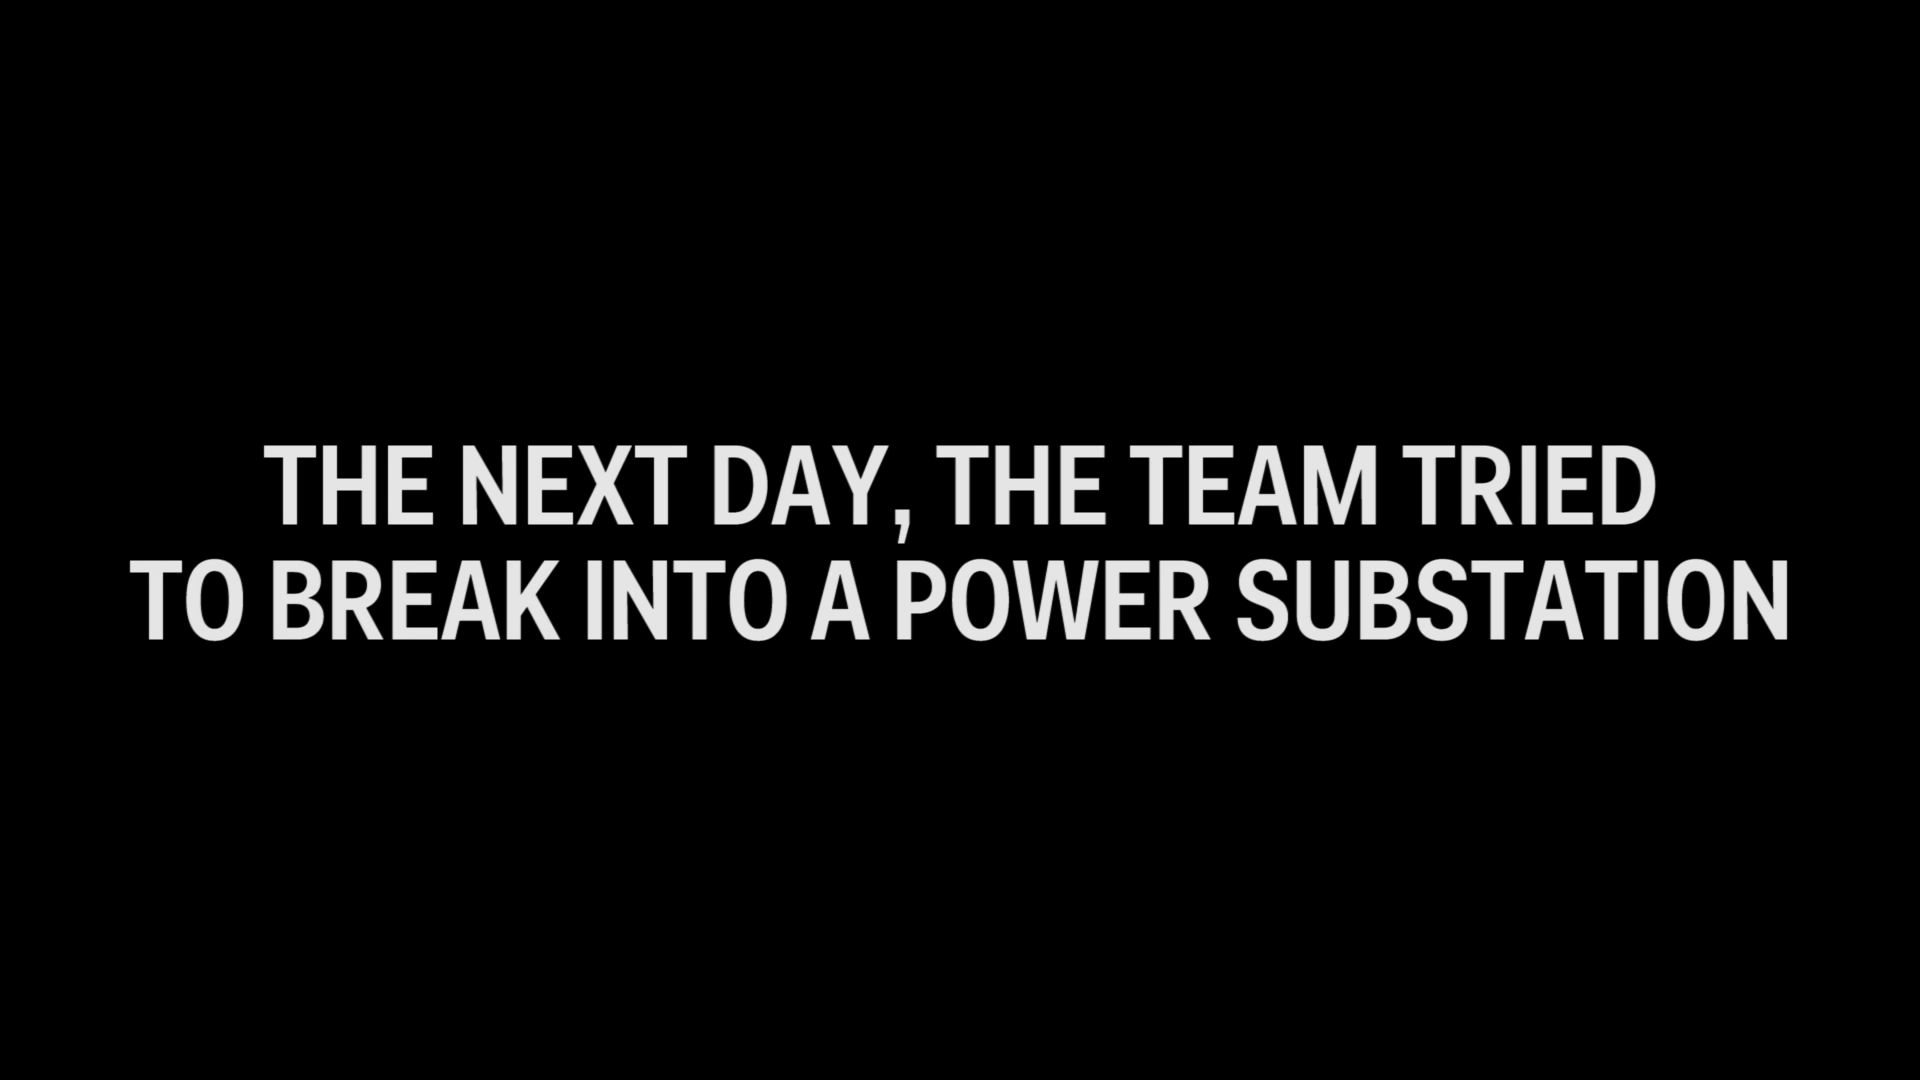 THE NEXT DAY, THE TEAM TRIED
TO BREAK INTO A POWER SUBSTATION